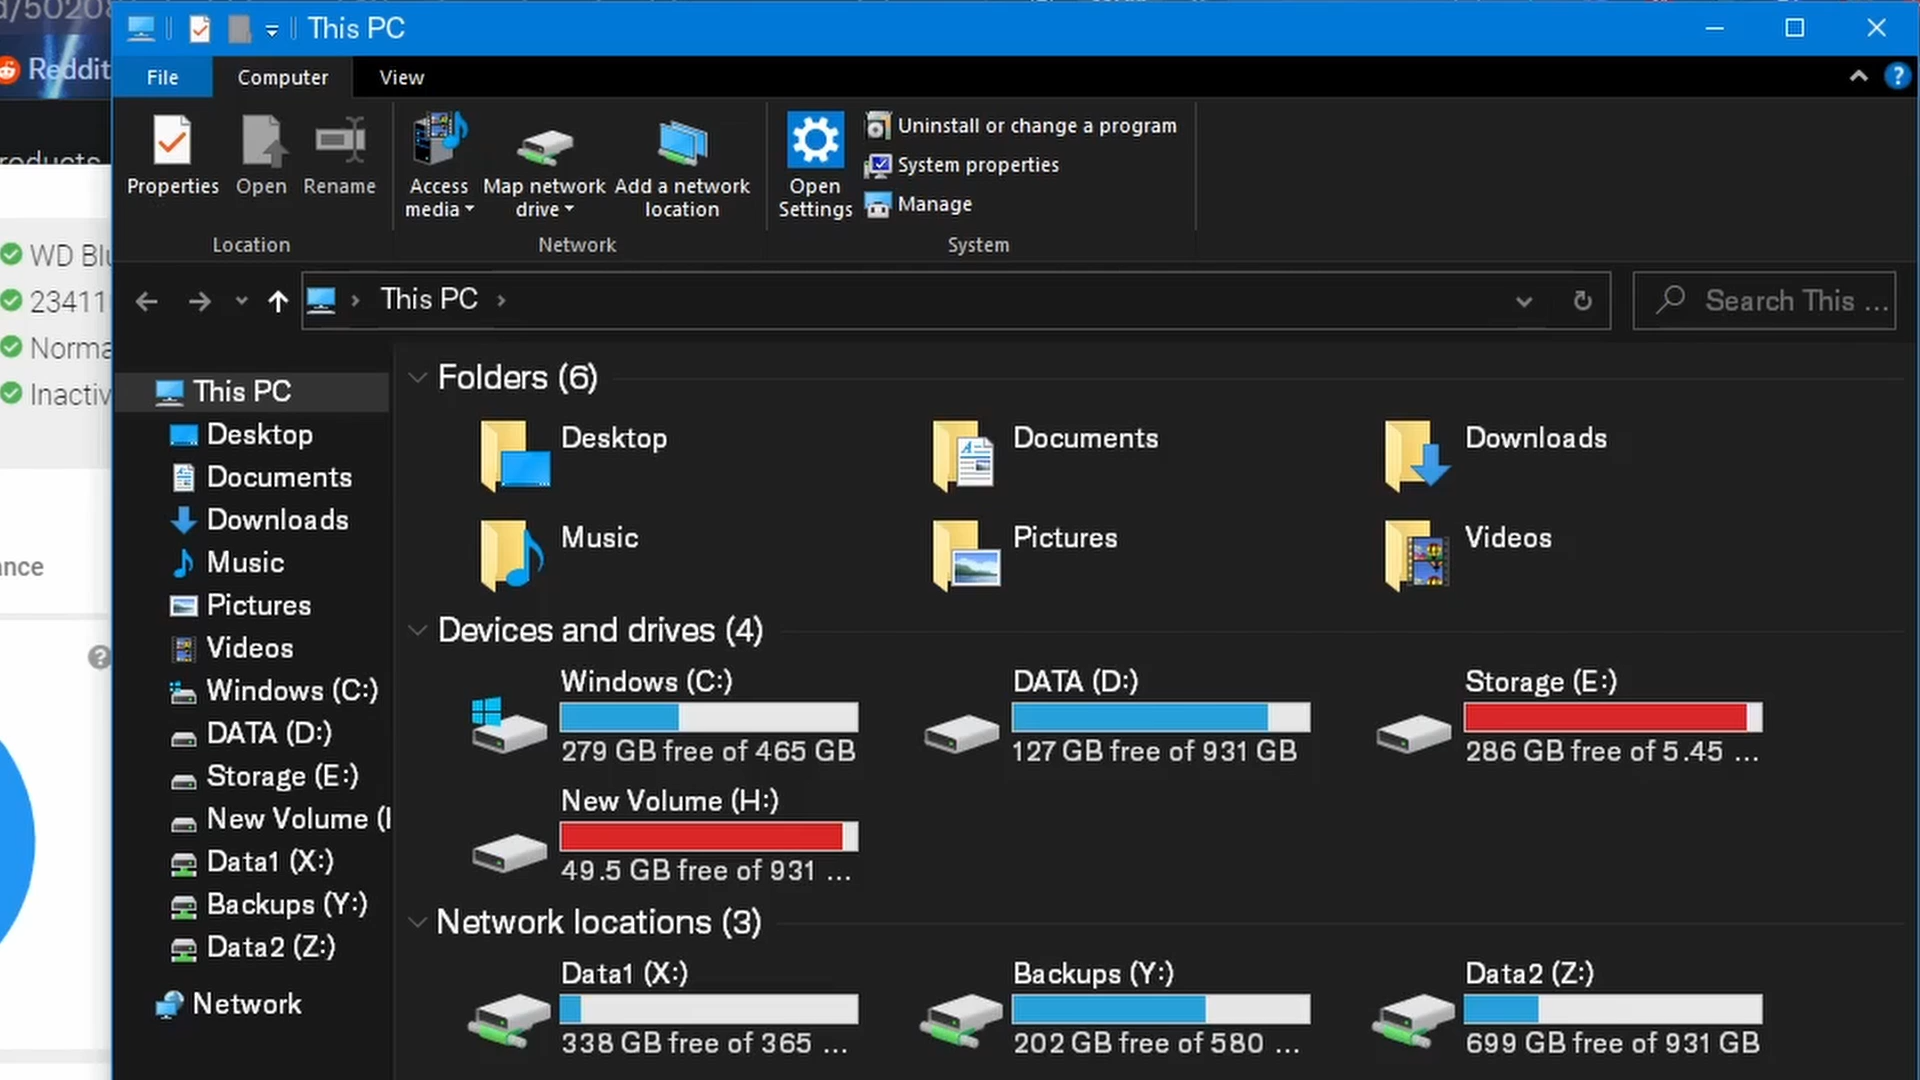 This PC
Reddit
File
Computer
View
Properties
Open
Rename
Access
media
Map network
drive
Add a network
location
Open
Settings
Uninstall or change a program
System properties
Manage
Location
Network
System
WD Blu
23411
Norma
Inactiv
This PC
Search This ...
This PC
Desktop
Documents
Downloads
Music
Pictures
Videos
Windows (C:)
DATA (D:)
Storage (E:)
New Volume (
Data1 (X:)
Backups (Y:)
Data2 (Z:)
Network
Folders (6)
Desktop
Documents
Downloads
Music
Pictures
Videos
Devices and drives (4)
Windows (C:)
279 GB free of 465 GB
DATA (D:)
127 GB free of 931 GB
Storage (E:)
286 GB free of 5.45 ...
New Volume (H:)
49.5 GB free of 931 ...
Network locations (3)
Data1 (X:)
338 GB free of 365 ...
Backups (Y:)
202 GB free of 580 ...
Data2 (Z:)
699 GB free of 931 GB
ance